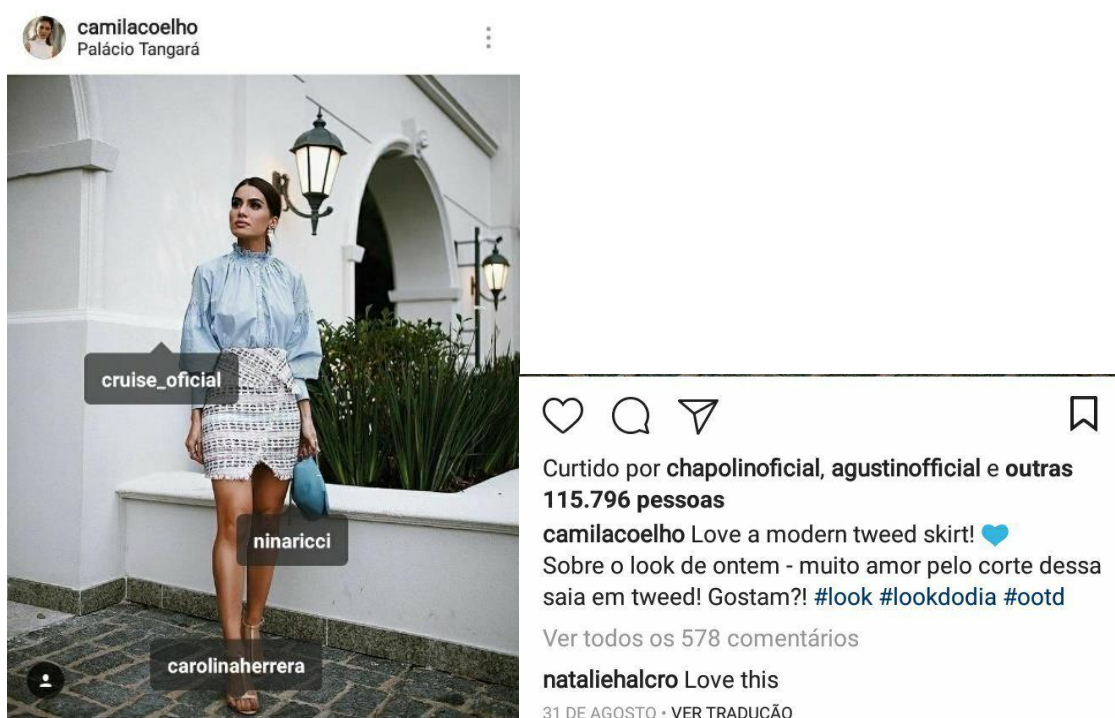 camilacoelho
Palácio Tangará
cruise_oficial
ninaricci
carolinaherrera
Curtido por chapolinoficial, agustinofficial e outras
115.796 pessoas
camilacoelho Love a modern tweed skirt!
Sobre o look de ontem - muito amor pelo corte dessa
saia em tweed! Gostam?! #look #lookdodia #ootd
Ver todos os 578 comentários
nataliehalcro Love this
31 DE AGOSTO • VER TRADUÇÃO